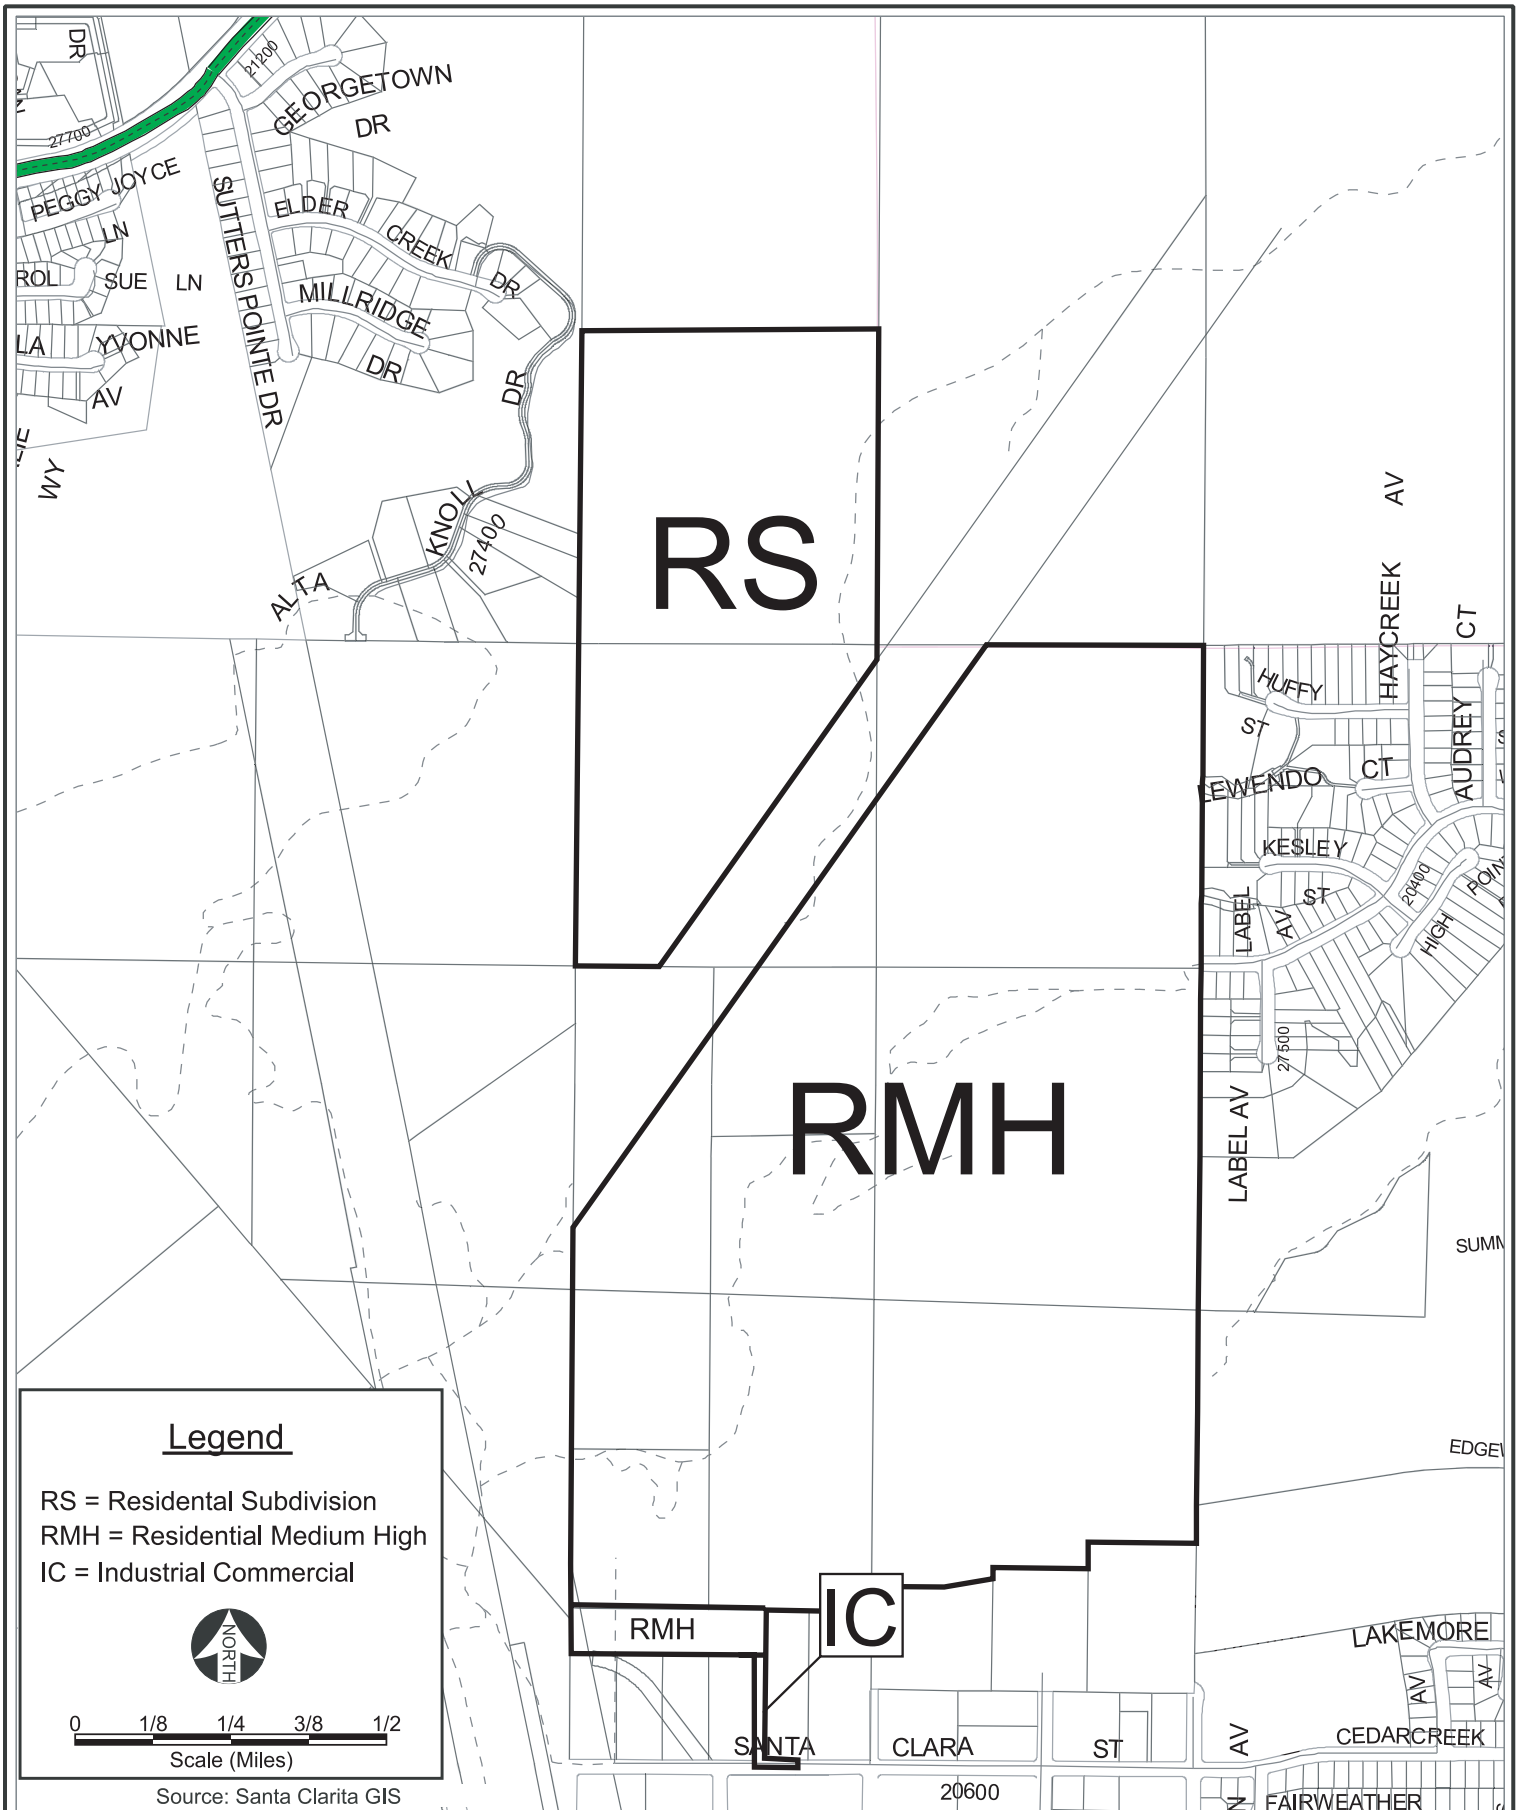 DR
21200
GEORGETOWN
DR
27700
PEGGY JOYCE
LN
SUTTERS POINTE DR
ELDER
CREEK
DR
ROL
SUE LN
MILLRIDGE
DR
LA
YVONNE
AV
WY
DR
KNOLL
27400
ALTA
RS
HAYCREEK AV
CT
HUFFY
ST
AUDREY
LEWENDO
CT
KESLEY
ST
20400
HIGH
POIN
LABEL
AV
27500
LABEL AV
RMH
SUMM
EDGEW
Legend
RS = Residental Subdivision
RMH = Residential Medium High
IC = Industrial Commercial
NORTH
0 1/8 1/4 3/8 1/2
Scale (Miles)
Source: Santa Clarita GIS
RMH
IC
SANTA CLARA ST
20600
AV
LAKEMORE
AV
AV
CEDARCREEK
FAIRWEATHER
N